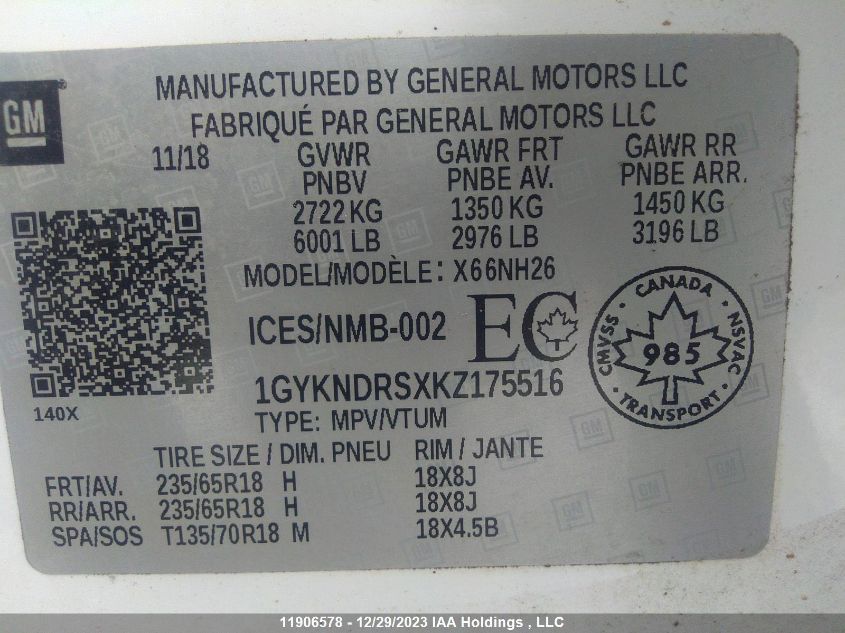 GM
MANUFACTURED BY GENERAL MOTORS LLC
FABRIQUÉ PAR GENERAL MOTORS LLC
11/18 GVWR GAWR FRT GAWR RR
PNBV PNBE AV. PNBE ARR.
2722 KG 1350 KG 1450 KG
6001 LB 2976 LB 3196 LB
MODEL/MODÈLE: X66NH26
ICES/NMB-002 EC
CANADA
CMVSS 985 NSVAC
TRANSPORT
1GYKNDRSXKZ175516
140X
TYPE: MPV/VTUM
TIRE SIZE / DIM. PNEU RIM / JANTE
FRT/AV. 235/65R18 H 18X8J
RR/ARR. 235/65R18 H 18X8J
SPA/SOS T135/70R18 M 18X4.5B
11906578 - 12/29/2023 IAA Holdings , LLC